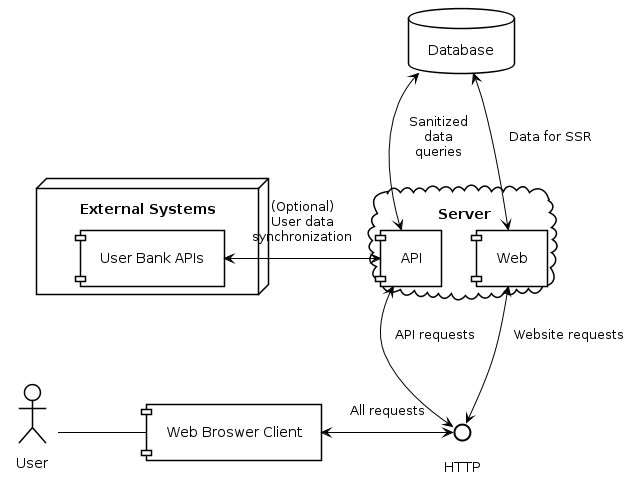 Database
Sanitized
data
queries
Data for SSR
External Systems
(Optional)
User data
synchronization
Server
User Bank APIs
API
Web
API requests
Website requests
All requests
Web Broswer Client
User
HTTP